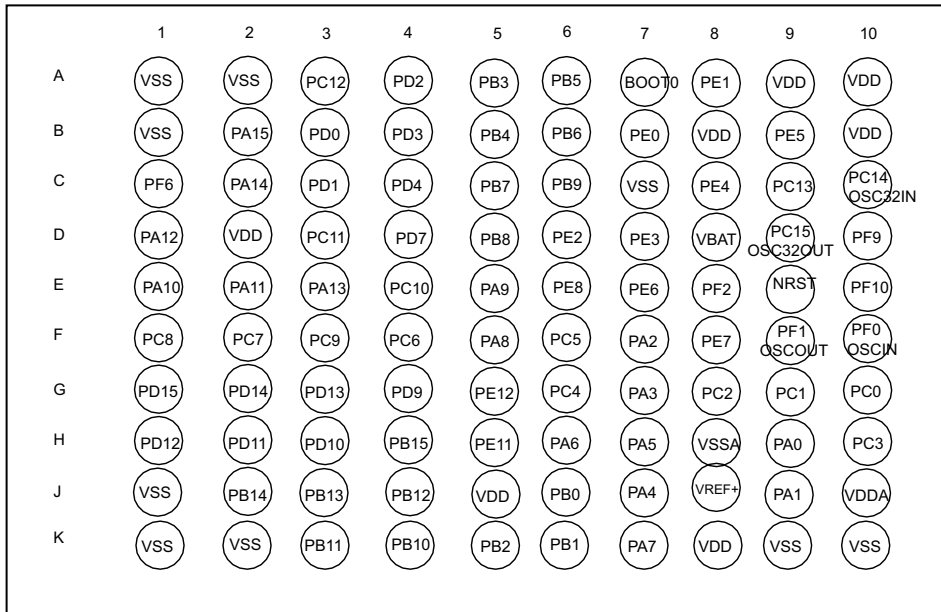 1 2 3 4 5 6 7 8 9 10
A VSS VSS PC12 PD2 PB3 PB5 BOOT0 PE1 VDD VDD
B VSS PA15 PD0 PD3 PB4 PB6 PE0 VDD PE5 VDD
C PF6 PA14 PD1 PD4 PB7 PB9 VSS PE4 PC13 PC14
OSC32IN
D PA12 VDD PC11 PD7 PB8 PE2 PE3 VBAT PC15 PF9
OSC32OUT
E PA10 PA11 PA13 PC10 PA9 PE8 PE6 PF2 NRST PF10
F PC8 PC7 PC9 PC6 PA8 PC5 PA2 PE7 PF1 PF0
OSCOUT OSCIN
G PD15 PD14 PD13 PD9 PE12 PC4 PA3 PC2 PC1 PC0
H PD12 PD11 PD10 PB15 PE11 PA6 PA5 VSSA PA0 PC3
J VSS PB14 PB13 PB12 VDD PB0 PA4 VREF+ PA1 VDDA
K VSS VSS PB11 PB10 PB2 PB1 PA7 VDD VSS VSS